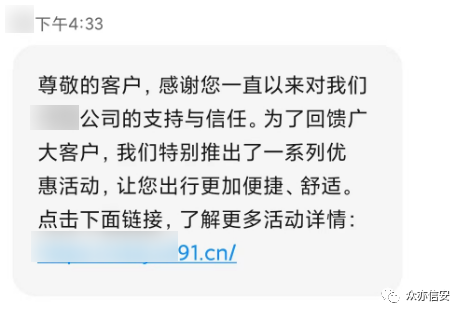 下午4:33
尊敬的客户，感谢您一直以来对我们
公司的支持与信任。为了回馈广
大客户，我们特别推出了一系列优
惠活动，让您出行更加便捷、舒适。
点击下面链接，了解更多活动详情：
91.cn/
众亦信安